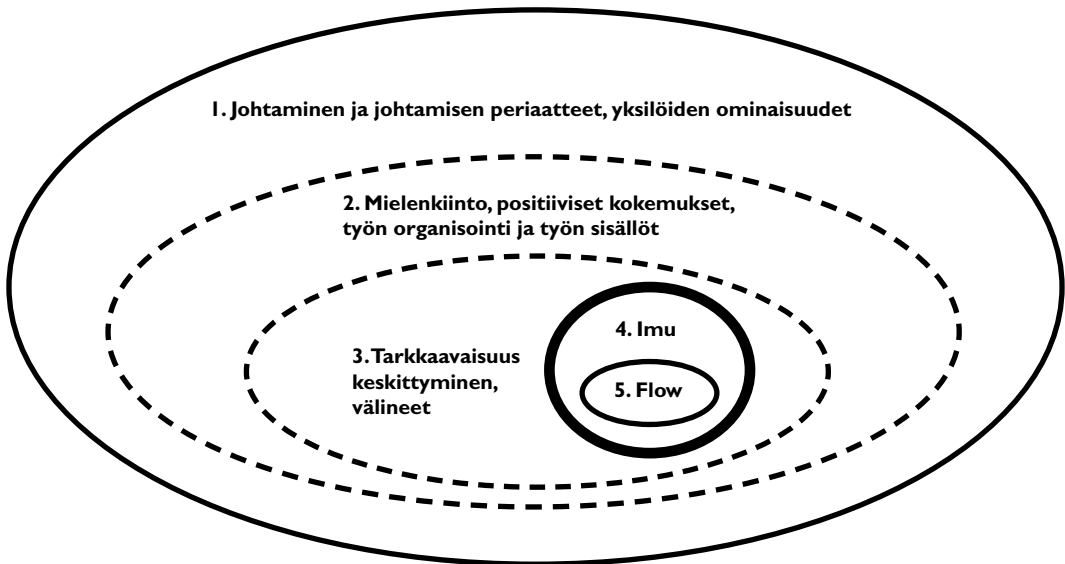 1. Johtaminen ja johtamisen periaatteet, yksilöiden ominaisuudet
2. Mielenkiinto, positiiviset kokemukset,
työn organisointi ja työn sisällöt
3. Tarkkaavaisuus
keskittyminen,
välineet
4. Imu
5. Flow